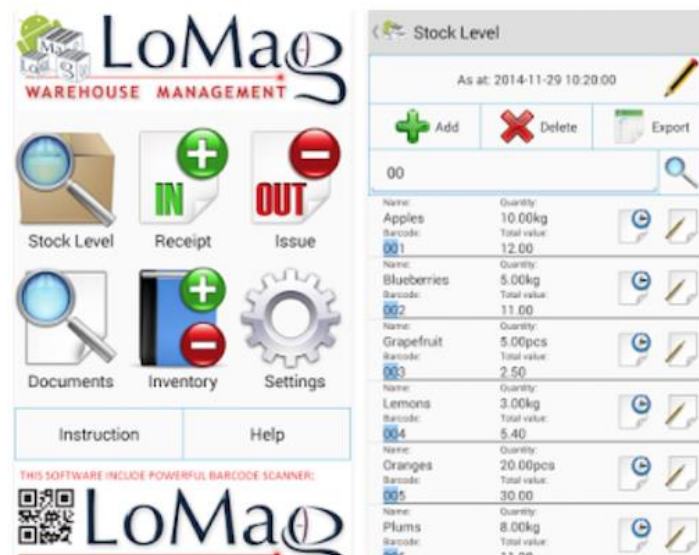 LoMag
WAREHOUSE MANAGEMENT
IN
OUT
Stock Level Receipt Issue
Documents Inventory Settings
Instruction Help
THIS SOFTWARE INCLUDE POWERFUL BARCODE SCANNER:
LoMag
Stock Level
As at: 2014-11-29 10:20:00
Add Delete Export
00
Name: Quantity:
Apples 10.00kg
Barcode: Total value:
001 12.00
Name: Quantity:
Blueberries 5.00kg
Barcode: Total value:
002 11.00
Name: Quantity:
Grapefruit 5.00pcs
Barcode: Total value:
003 2.50
Name: Quantity:
Lemons 3.00kg
Barcode: Total value:
004 5.40
Name: Quantity:
Oranges 20.00pcs
Barcode: Total value:
005 30.00
Name: Quantity:
Plums 8.00kg
Barcode: Total value: